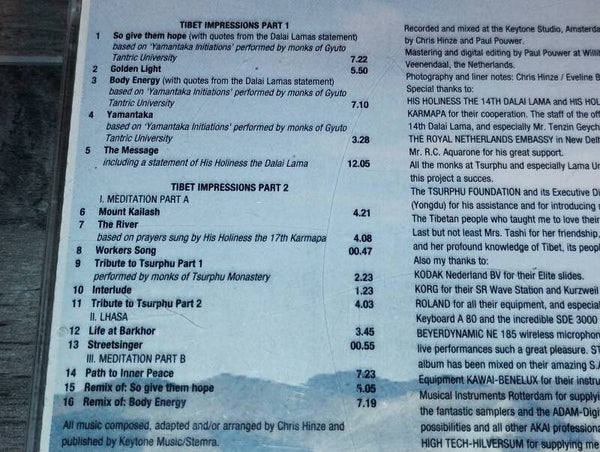 TIBET IMPRESSIONS PART 1
1 So give them hope (with quotes from the Dalai Lamas statement)
based on 'Yamantaka Initiations' performed by monks of Gyuto
Tantric University 7.22
2 Golden Light 5.50
3 Body Energy (with quotes from the Dalai Lamas statement)
based on 'Yamantaka Initiations' performed by monks of Gyuto
Tantric University 7.10
4 Yamantaka
based on 'Yamantaka Initiations' performed by monks of Gyuto
Tantric University 3.28
5 The Message
including a statement of His Holiness the Dalai Lama 12.05
TIBET IMPRESSIONS PART 2
I. MEDITATION PART A
6 Mount Kailash 4.21
7 The River
based on prayers sung by His Holiness the 17th Karmapa 4.08
8 Workers Song 00.47
9 Tribute to Tsurphu Part 1
performed by monks of Tsurphu Monastery 2.23
10 Interlude 1.23
11 Tribute to Tsurphu Part 2 4.03
II. LHASA
12 Life at Barkhor 3.45
13 Streetsinger 00.55
III. MEDITATION PART B
14 Path to Inner Peace 7.23
15 Remix of: So give them hope 6.05
16 Remix of: Body Energy 7.19
All music composed, adapted and/or arranged by Chris Hinze and
published by Keytone Music/Stemra.
Recorded and mixed at the Keytone Studio, Amsterda
by Chris Hinze and Paul Pouwer.
Mastering and digital editing by Paul Pouwer at Willi
Veenendaal, the Netherlands.
Photography and liner notes: Chris Hinze / Eveline B
Special thanks to:
HIS HOLINESS THE 14TH DALAI LAMA and HIS HOL
KARMAPA for their cooperation. The staff of the off
14th Dalai Lama, and especially Mr. Tenzin Geych
THE ROYAL NETHERLANDS EMBASSY in New Delh
Mr. R.C. Aquarone for his great support.
All the monks at Tsurphu and especially Lama Ur
this project a succes.
The TSURPHU FOUNDATION and its Executive Di
(Yongdu) for his assistance and for introducing
The Tibetan people who taught me to love their
Last but not least Mrs. Tashi for her friendship,
and her profound knowledge of Tibet, its people
Also my thanks to:
KODAK Nederland BV for their Elite slides.
KORG for their SR Wave Station and Kurzweil
ROLAND for all their equipment, and especial
Keyboard A 80 and the incredible SDE 3000
BEYERDYNAMIC NE 185 wireless microphon
live performances such a great pleasure. ST
album has been mixed on their amazing S.A
Equipment KAWAI-BENELUX for their instru
Musical Instruments Rotterdam for supplyi
the fantastic samplers and the ADAM-Digi
possibilities and all other AKAI professiona
HIGH TECH-HILVERSUM for supplying me